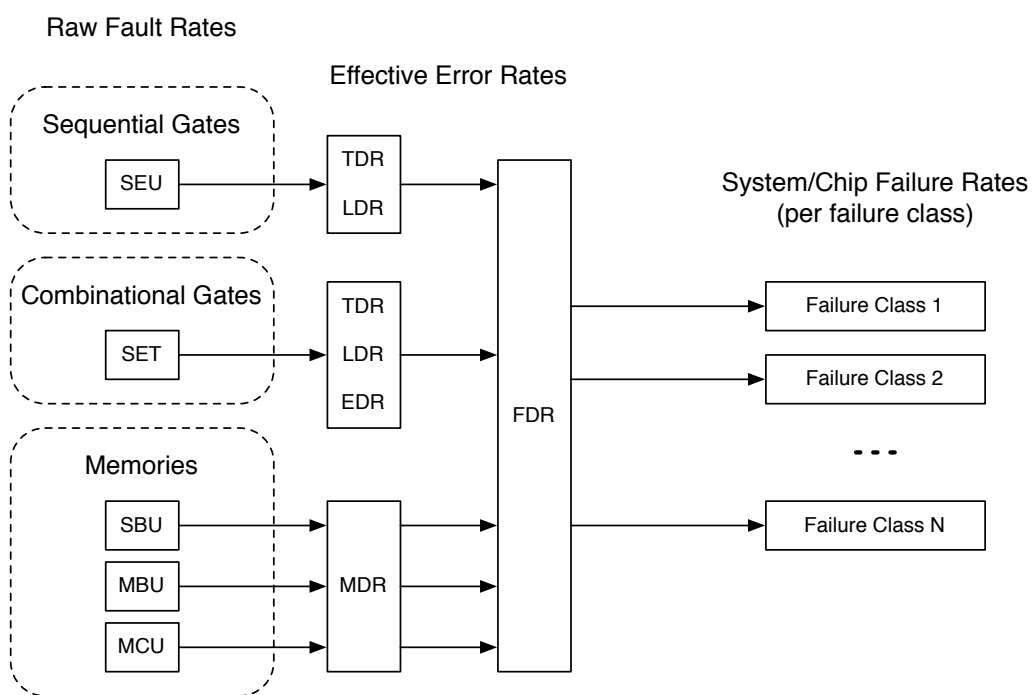 Raw Fault Rates
Effective Error Rates
Sequential Gates
SEU
TDR
LDR
System/Chip Failure Rates
(per failure class)
Combinational Gates
SET
TDR
LDR
EDR
FDR
Failure Class 1
Failure Class 2
- - -
Failure Class N
Memories
SBU
MBU
MCU
MDR